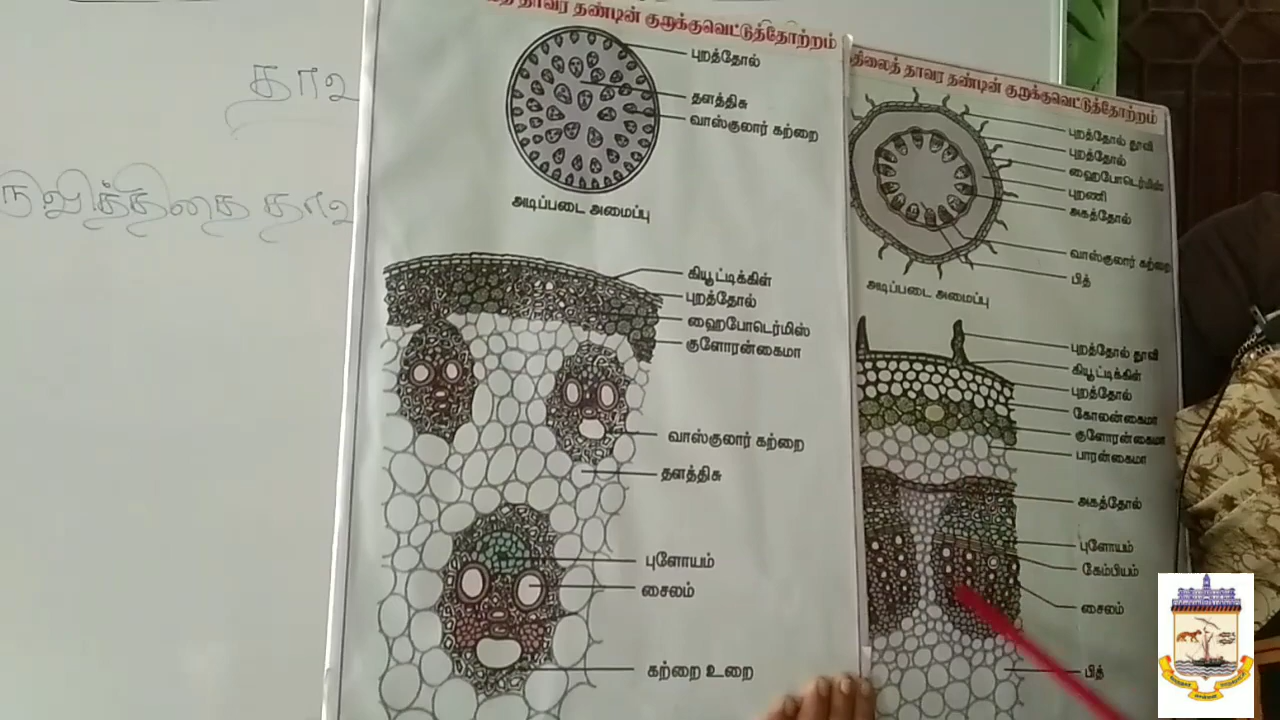 தாவ
ருவித்திலை தாவ
தாவர தண்டின் குறுக்குவெட்டுத்தோற்றம்
புறத்தோல்
தளத்திசு
வாஸ்குலார் கற்றை
அடிப்படை அமைப்பு
கியூட்டிக்கிள்
புறத்தோல்
ஹைபோடெர்மிஸ்
குளோரன்கைமா
வாஸ்குலார் கற்றை
தளத்திசு
புளோயம்
சைலம்
கற்றை உறை
திலைத் தாவர தண்டின் குறுக்குவெட்டுத்தோற்றம்
புறத்தோல் தூவி
புறத்தோல்
ஹைபோடெர்மிஸ்
புறணி
அகத்தோல்
வாஸ்குலார் கற்றை
பித்
அடிப்படை அமைப்பு
புறத்தோல் தூவி
கியூட்டிக்கிள்
புறத்தோல்
கோலன்கைமா
குளோரன்கைமா
பாரன்கைமா
அகத்தோல்
புளோயம்
கேம்பியம்
சைலம்
பித்